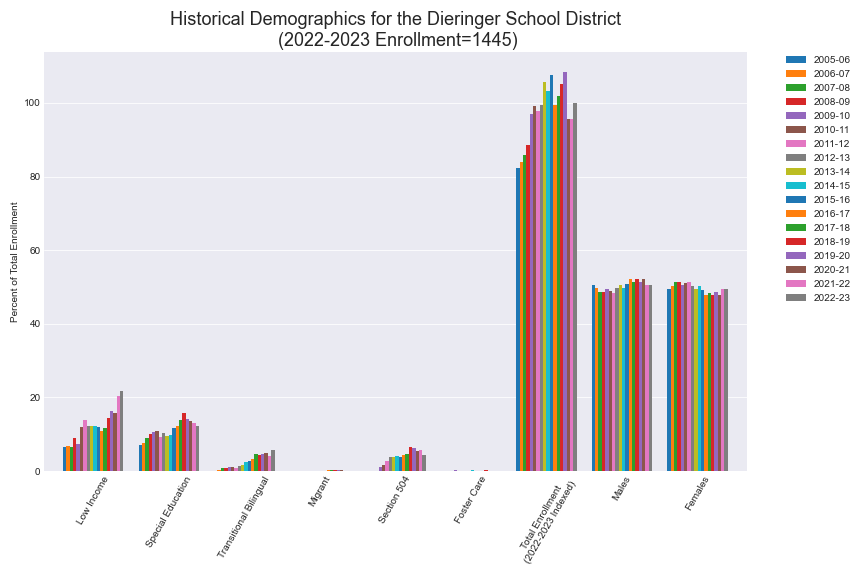 Historical Demographics for the Dieringer School District
(2022-2023 Enrollment=1445)
Percent of Total Enrollment
100
80
60
40
20
0
Low Income
Special Education
Transitional Bilingual
Migrant
Section 504
Foster Care
Total Enrollment
(2022-2023 Indexed)
Males
Females
2005-06
2006-07
2007-08
2008-09
2009-10
2010-11
2011-12
2012-13
2013-14
2014-15
2015-16
2016-17
2017-18
2018-19
2019-20
2020-21
2021-22
2022-23